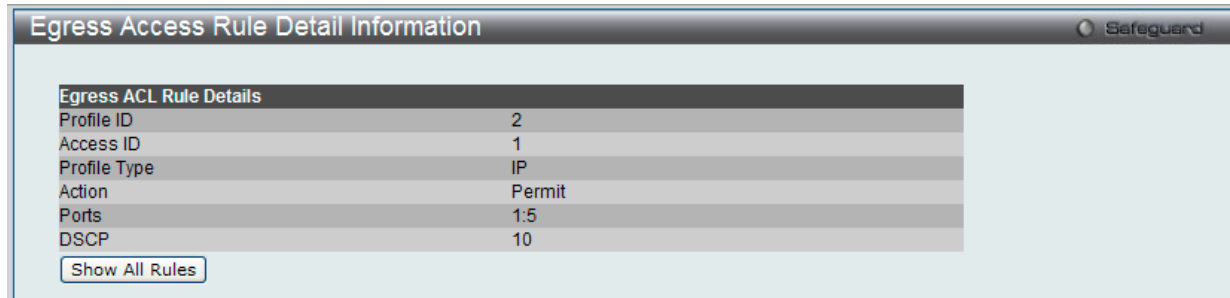 Egress Access Rule Detail Information
Safeguard
Egress ACL Rule Details
Profile ID 2
Access ID 1
Profile Type IP
Action Permit
Ports 1:5
DSCP 10
Show All Rules